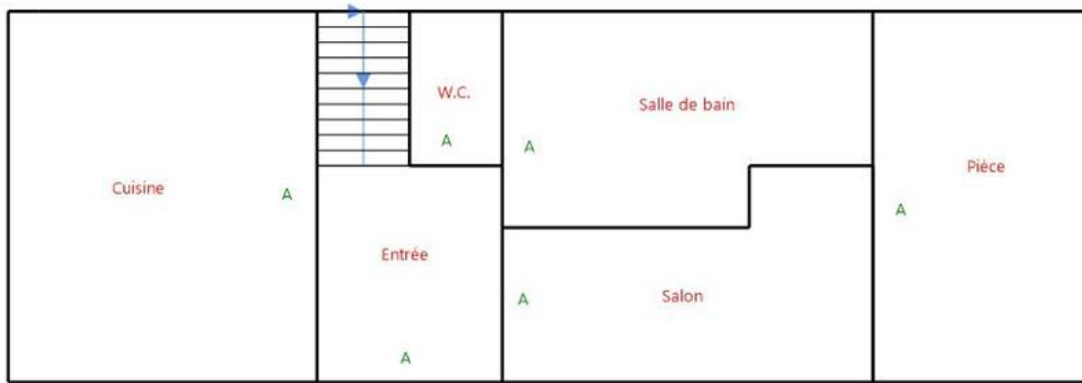 W.C.
Salle de bain
A
A
Pièce
Cuisine
A
A
Entrée
Salon
A
A